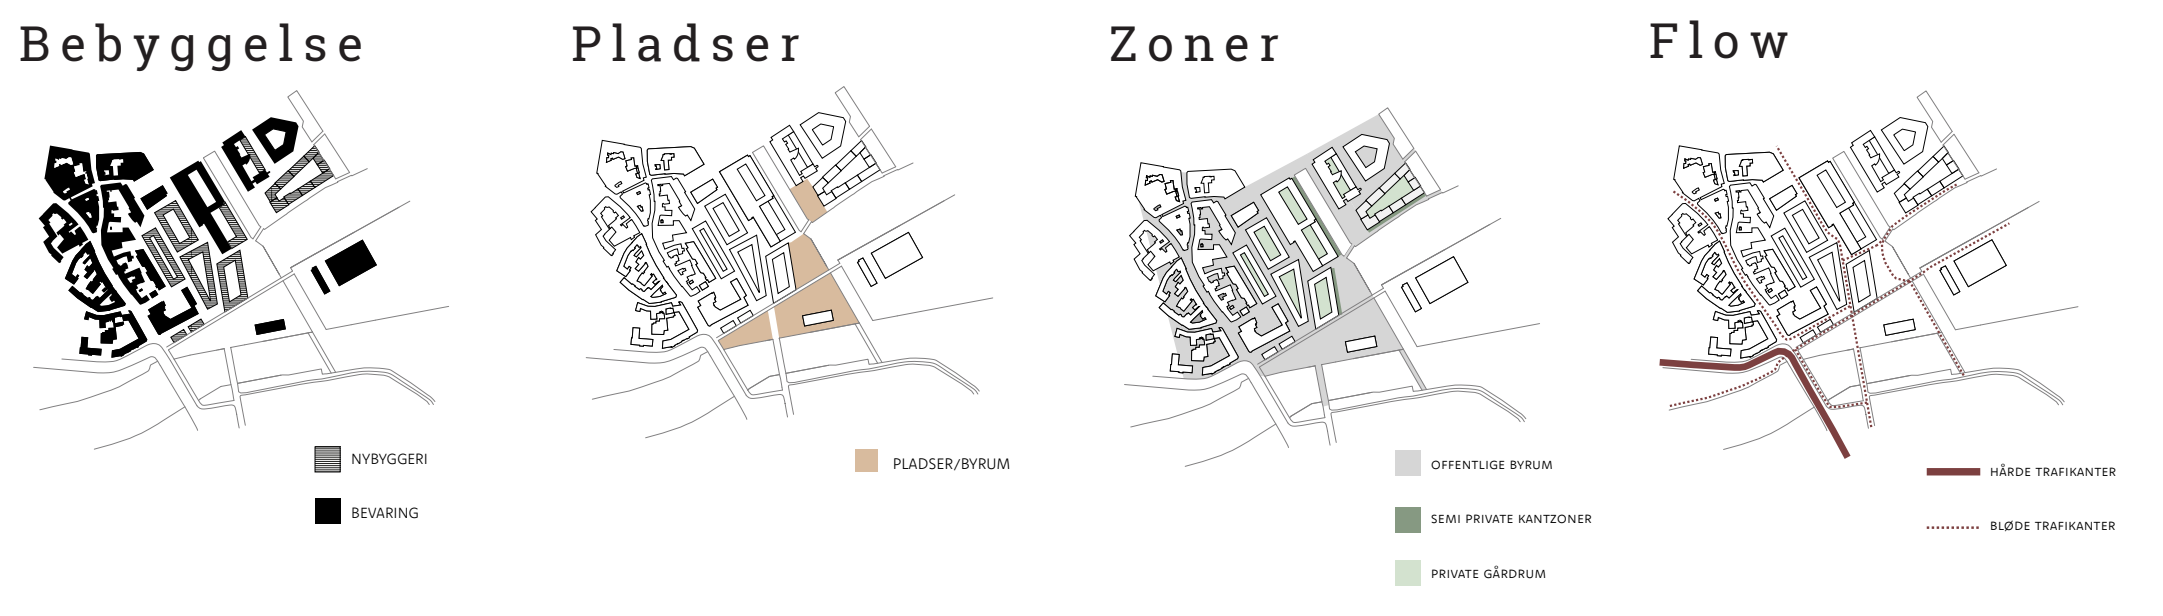 Bebyggelse
NYBYGGERI
BEVARING
Pladser
PLADSER/BYRUM
Zoner
OFFENTLIGE BYRUM
SEMI PRIVATE KANTZONER
PRIVATE GÅRDRUM
Flow
HÅRDE TRAFIKANTER
BLØDE TRAFIKANTER